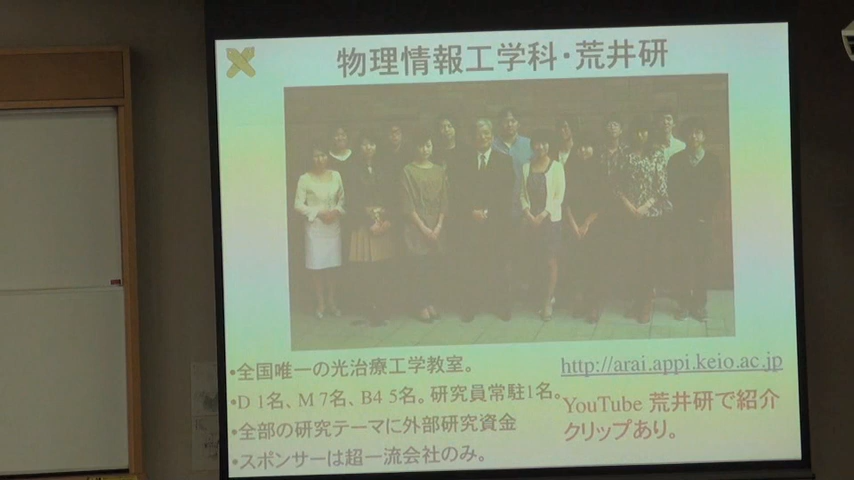 物理情報工学科・荒井研
•全国唯一の光治療工学教室。
•D 1名、M 7名、B4 5名。研究員常駐1名。
•全部の研究テーマに外部研究資金
•スポンサーは超一流会社のみ。
http://arai.appi.keio.ac.jp
YouTube 荒井研で紹介
クリップあり。